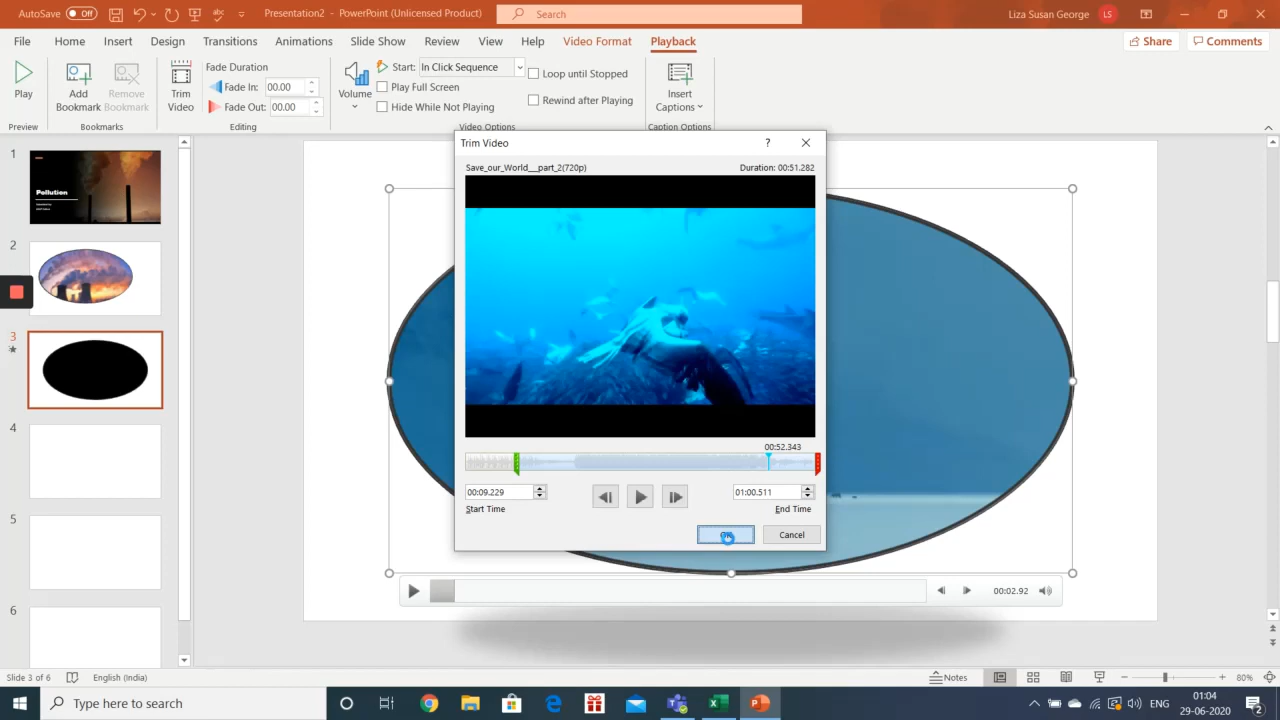 AutoSave Off Presentation2 - PowerPoint (Unlicensed Product) Search Liza Susan George LS
File Home Insert Design Transitions Animations Slide Show Review View Help Video Format Playback Share Comments
Play
Preview
Add Bookmark
Remove Bookmark
Bookmarks
Trim Video
Fade Duration
Fade In: 00.00
Fade Out: 00.00
Editing
Volume
Start: In Click Sequence
Play Full Screen
Hide While Not Playing
Loop until Stopped
Rewind after Playing
Video Options
Insert Captions
Caption Options
1
Pollution
2
3
4
5
6
Trim Video ?
Save_our_World__part_2(720p) Duration: 00:51.282
00:52.343
00:09.229 01:00.511
Start Time End Time
Cancel
00:02.92
Slide 3 of 6 English (India) Notes 80%
Type here to search
ENG
01:04
29-06-2020
2